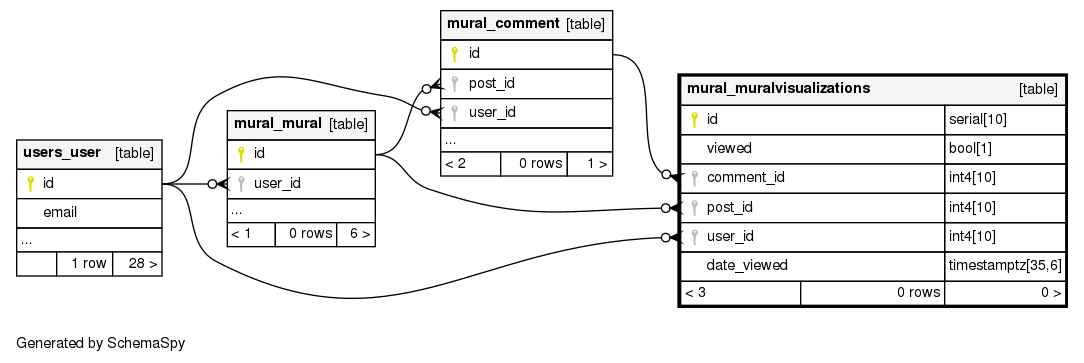 users_user [table]
id
email
...
1 row 28 >
mural_mural [table]
id
user_id
...
< 1 0 rows 6 >
mural_comment [table]
id
post_id
user_id
...
< 2 0 rows 1 >
mural_muralvisualizations [table]
id serial[10]
viewed bool[1]
comment_id int4[10]
post_id int4[10]
user_id int4[10]
date_viewed timestamptz[35,6]
< 3 0 rows 0 >
Generated by SchemaSpy